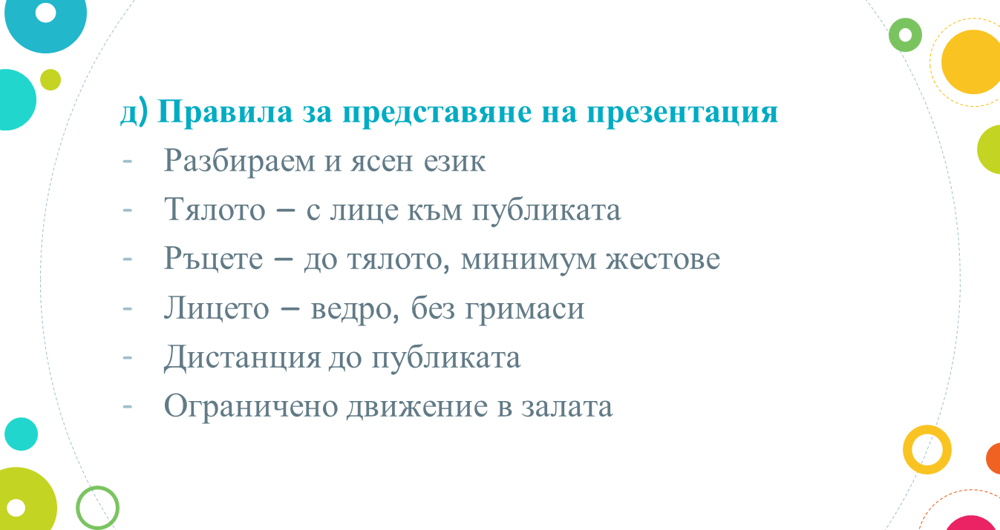 д) Правила за представяне на презентация
- Разбираем и ясен език
- Тялото – с лице към публиката
- Ръцете – до тялото, минимум жестове
- Лицето – ведро, без гримаси
- Дистанция до публиката
- Ограничено движение в залата